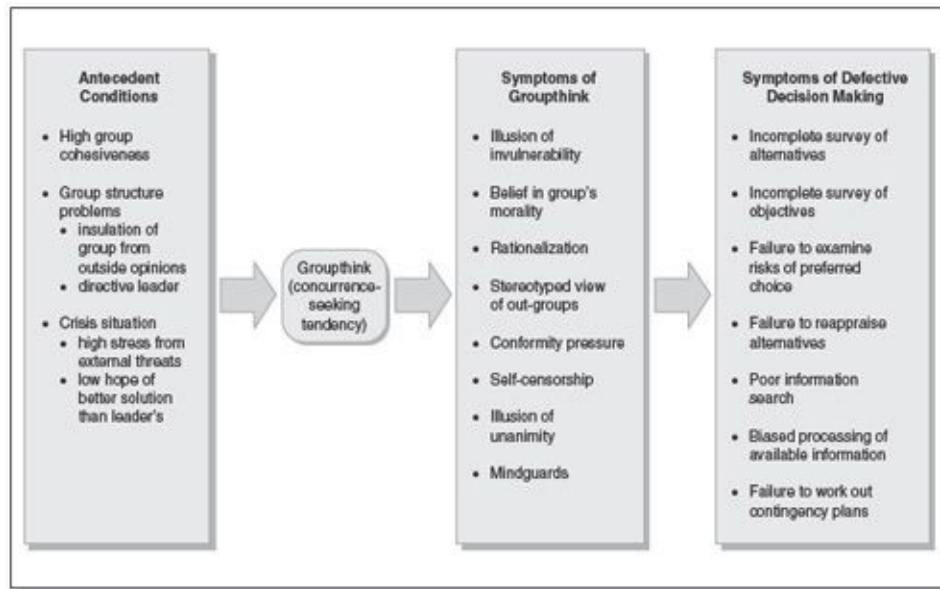 Antecedent
Conditions
• High group
cohesiveness
• Group structure
problems
• insulation of
group from
outside opinions
• directive leader
• Crisis situation
• high stress from
external threats
• low hope of
better solution
than leader's
Groupthink
(concurrence-
seeking
tendency)
Symptoms of
Groupthink
• Illusion of
invulnerability
• Belief in group's
morality
• Rationalization
• Stereotyped view
of out-groups
• Conformity pressure
• Self-censorship
• Illusion of
unanimity
• Mindguards
Symptoms of Defective
Decision Making
• Incomplete survey of
alternatives
• Incomplete survey of
objectives
• Failure to examine
risks of preferred
choice
• Failure to reappraise
alternatives
• Poor information
search
• Biased processing of
available information
• Failure to work out
contingency plans